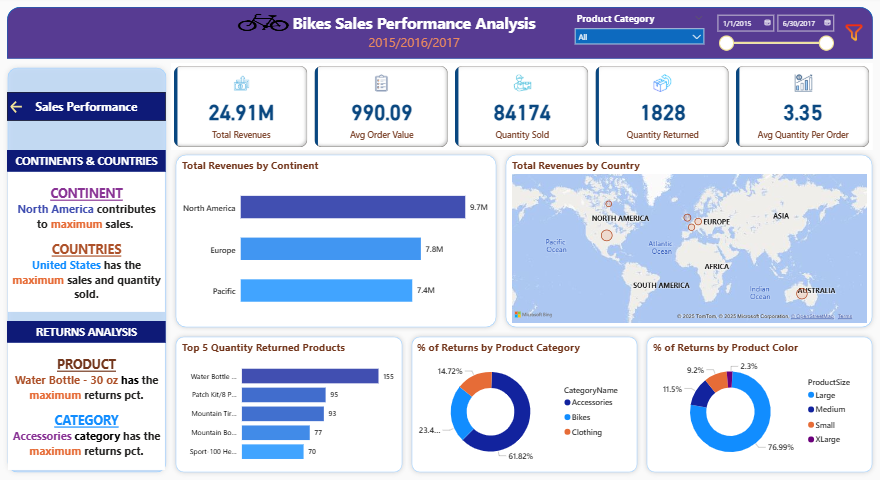 Bikes Sales Performance Analysis
2015/2016/2017
Product Category
All
1/1/2015
6/30/2017
Sales Performance
24.91M
Total Revenues
990.09
Avg Order Value
84174
Quantity Sold
1828
Quantity Returned
3.35
Avg Quantity Per Order
CONTINENTS & COUNTRIES
CONTINENT
North America contributes
to maximum sales.
COUNTRIES
United States has the
maximum sales and quantity
sold.
RETURNS ANALYSIS
PRODUCT
Water Bottle - 30 oz has the
maximum returns pct.
CATEGORY
Accessories category has the
maximum returns pct.
Total Revenues by Continent
North America
9.7M
Europe
7.8M
Pacific
7.4M
Total Revenues by Country
NORTH AMERICA
EUROPE
ASIA
Pacific
Ocean
Atlantic
Ocean
AFRICA
SOUTH AMERICA
Indian
Ocean
AUSTRALIA
Microsoft Bing
© 2025 TomTom, © 2025 Microsoft Corporation, © OpenStreetMap Terms
Top 5 Quantity Returned Products
Water Bottle ...
155
Patch Kit/8 P...
95
Mountain Tir...
93
Mountain Bo...
77
Sport-100 He...
70
% of Returns by Product Category
14.72%
23.4...
61.82%
CategoryName
Accessories
Bikes
Clothing
% of Returns by Product Color
2.3%
9.2%
11.5%
76.99%
ProductSize
Large
Medium
Small
XLarge